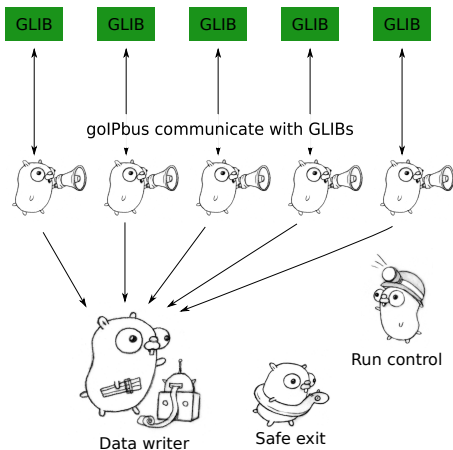 GLIB GLIB GLIB GLIB GLIB
goIPbus communicate with GLIBs
Run control
Safe exit
Data writer